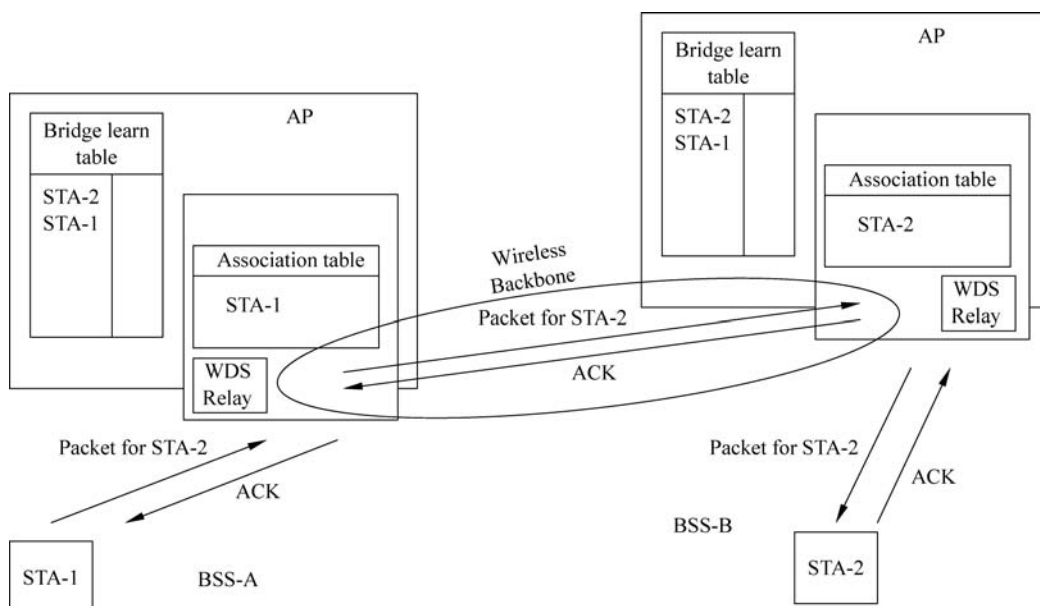 AP
Bridge learn
table
STA-2
STA-1
Association table
STA-1
WDS
Relay
AP
Bridge learn
table
STA-2
STA-1
Association table
STA-2
WDS
Relay
Wireless
Backbone
Packet for STA-2
ACK
Packet for STA-2
ACK
Packet for STA-2
ACK
STA-1
BSS-A
BSS-B
STA-2